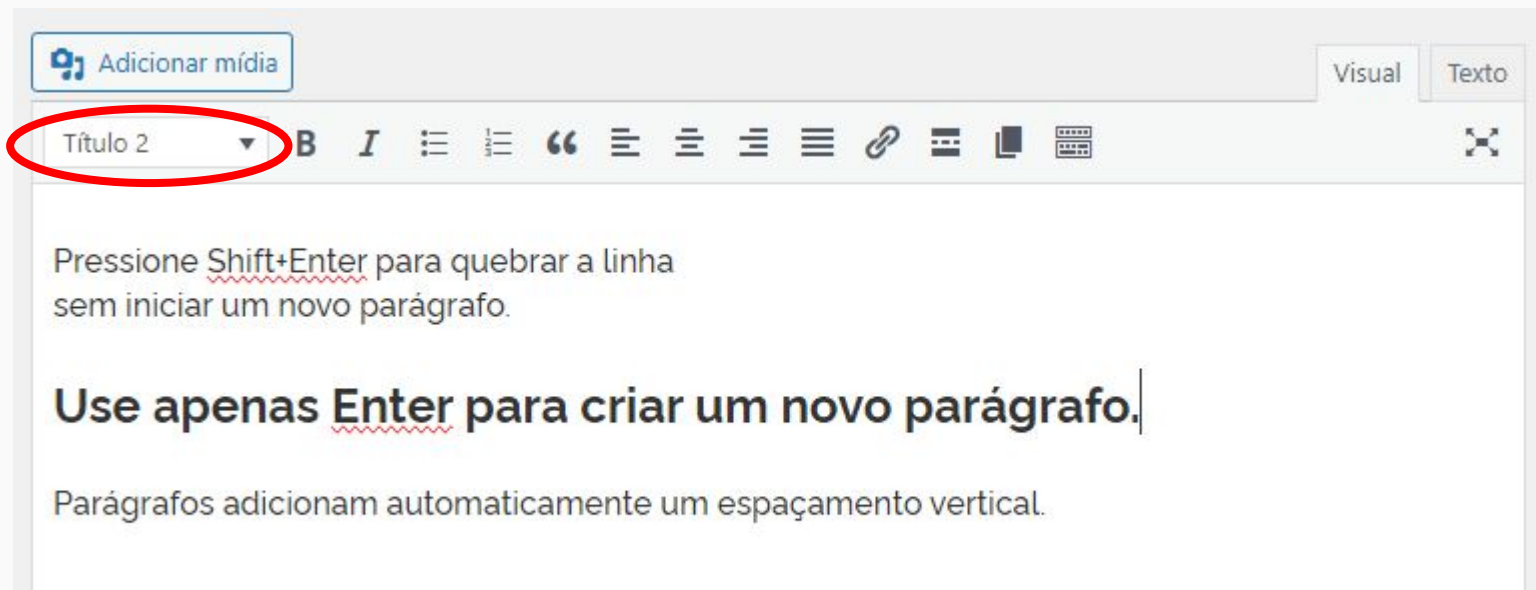 Adicionar mídia
Visual
Texto
Título 2
Pressione Shift+Enter para quebrar a linha
sem iniciar um novo parágrafo.
Use apenas Enter para criar um novo parágrafo.
Parágrafos adicionam automaticamente um espaçamento vertical.